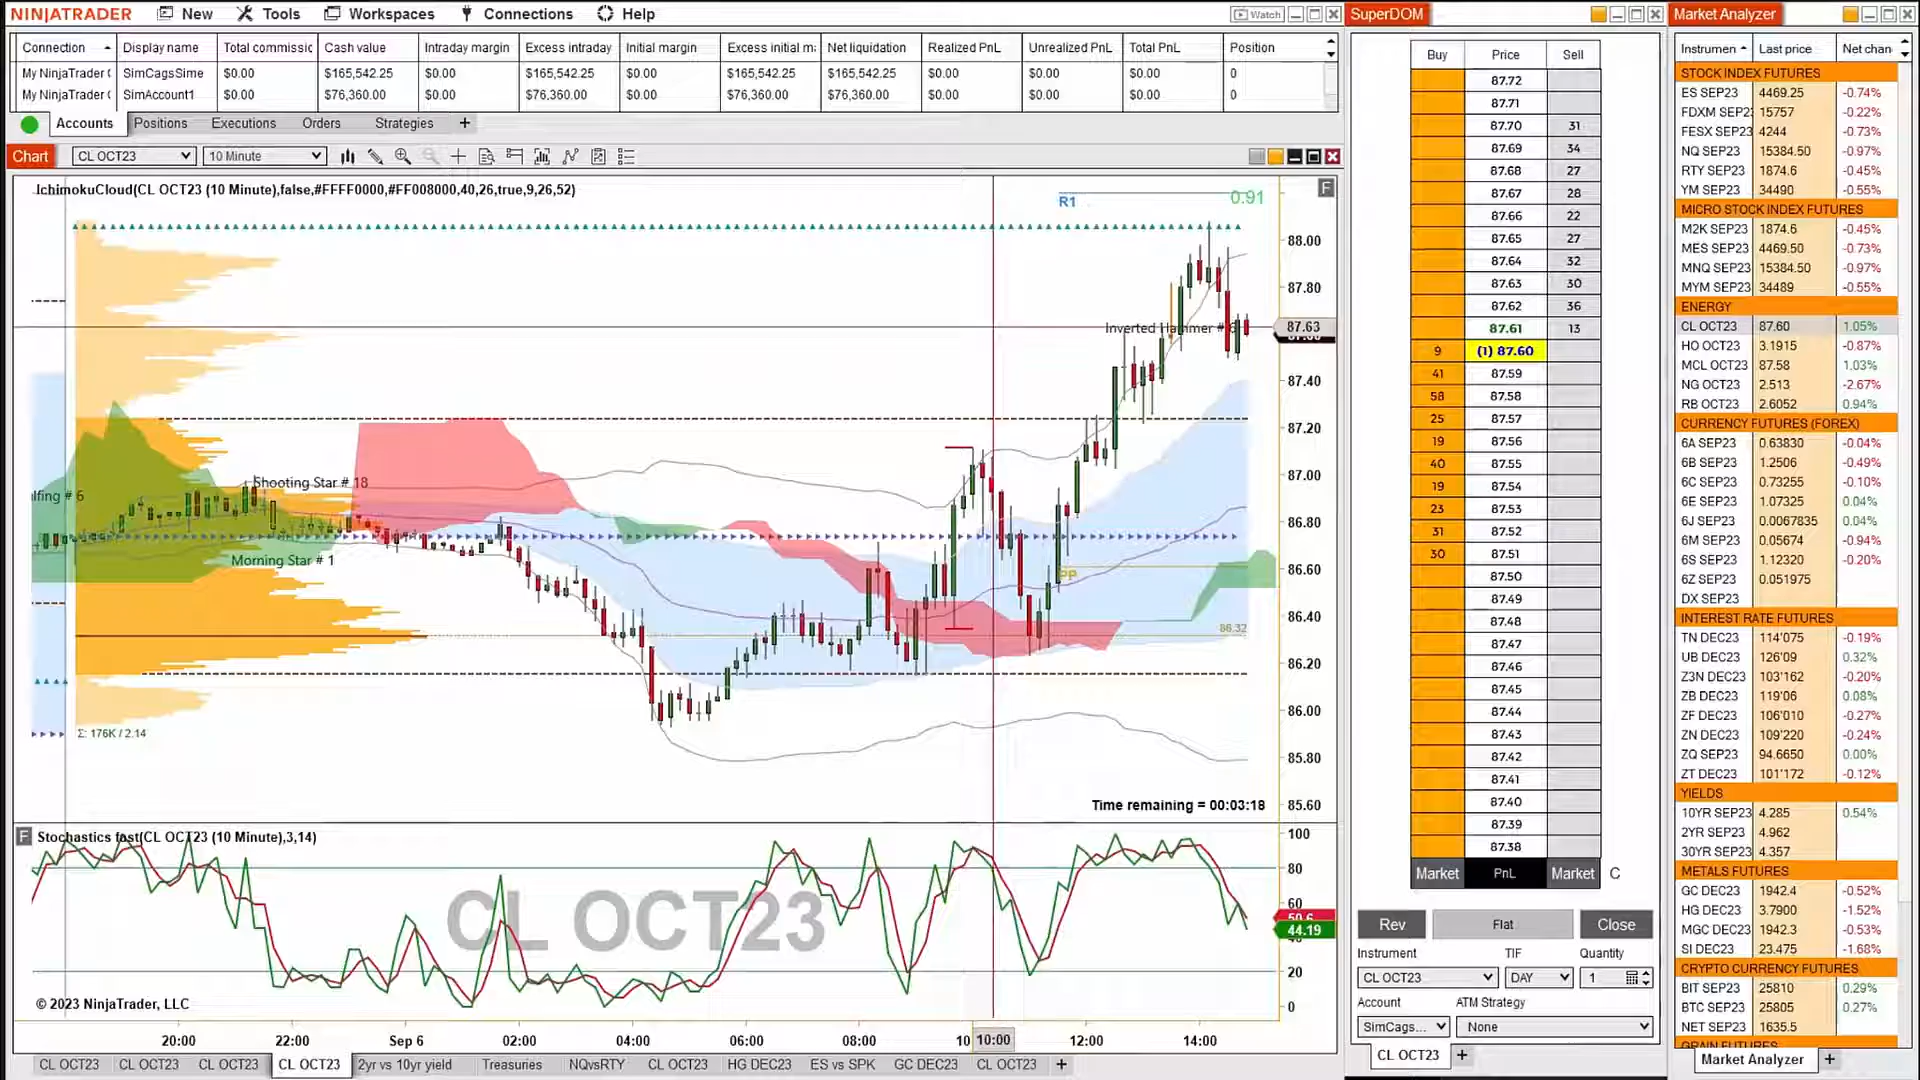 NINJATRADER New Tools Workspaces Connections Help Watch
Connection Display name Total commissic Cash value Intraday margin Excess intraday Initial margin Excess initial m: Net liquidation Realized PnL Unrealized PnL Total PnL Position
My NinjaTrader ( SimCagsSime $0.00 $165,542.25 $0.00 $165,542.25 $0.00 $165,542.25 $165,542.25 $0.00 $0.00 $0.00 0
My NinjaTrader ( SimAccount1 $0.00 $76,360.00 $0.00 $76,360.00 $0.00 $76,360.00 $76,360.00 $0.00 $0.00 $0.00 0
Accounts Positions Executions Orders Strategies +
Chart CL OCT23 10 Minute
IchimokuCloud(CL OCT23 (10 Minute),false,#FFFF0000,#FF008000,40,26,true,9,26,52)
F
R1 0.91
88.00
87.80
Inverted Hammer # 6
87.63
87.40
87.20
87.00
Shooting Star # 18
lfing # 6
86.80
Morning Star # 1
PP
86.60
86.40
86.32
86.20
86.00
Σ: 176K / 2.14
85.80
Time remaining = 00:03:18
85.60
F Stochastics fast(CL OCT23 (10 Minute),3,14)
100
80
60
CL OCT23
50.6
44.19
20
0
© 2023 NinjaTrader, LLC
20:00 22:00 Sep 6 02:00 04:00 06:00 08:00 10 10:00 12:00 14:00
CL OCT23 CL OCT23 CL OCT23 CL OCT23 2yr vs 10yr yield Treasuries NQvsRTY CL OCT23 HG DEC23 ES vs SPK GC DEC23 CL OCT23 +
SuperDOM
Buy Price Sell
87.72
87.71
87.70 31
87.69 34
87.68 27
87.67 28
87.66 22
87.65 27
87.64 32
87.63 30
87.62 36
87.61 13
9 (1) 87.60
41 87.59
58 87.58
25 87.57
19 87.56
40 87.55
19 87.54
23 87.53
31 87.52
30 87.51
87.50
87.49
87.48
87.47
87.46
87.45
87.44
87.43
87.42
87.41
87.40
87.39
87.38
Market PnL Market C
Rev Flat Close
Instrument TIF Quantity
CL OCT23 DAY 1
Account ATM Strategy
SimCags... None
CL OCT23 +
Market Analyzer
Instrumen Last price Net chan
STOCK INDEX FUTURES
ES SEP23 4469.25 -0.74%
FDXM SEP2 15757 -0.22%
FESX SEP23 4244 -0.73%
NQ SEP23 15384.50 -0.97%
RTY SEP23 1874.6 -0.45%
YM SEP23 34490 -0.55%
MICRO STOCK INDEX FUTURES
M2K SEP23 1874.6 -0.45%
MES SEP23 4469.50 -0.73%
MNQ SEP23 15384.50 -0.97%
MYM SEP23 34489 -0.55%
ENERGY
CL OCT23 87.60 1.05%
HO OCT23 3.1915 -0.87%
MCL OCT23 87.58 1.03%
NG OCT23 2.513 -2.67%
RB OCT23 2.6052 0.94%
CURRENCY FUTURES (FOREX)
6A SEP23 0.63830 -0.04%
6B SEP23 1.2506 -0.49%
6C SEP23 0.73255 -0.10%
6E SEP23 1.07325 0.04%
6J SEP23 0.0067835 0.04%
6M SEP23 0.05674 -0.94%
6S SEP23 1.12320 -0.20%
6Z SEP23 0.051975
DX SEP23
INTEREST RATE FUTURES
TN DEC23 114'075 -0.19%
UB DEC23 126'09 0.32%
Z3N DEC23 103'162 -0.20%
ZB DEC23 119'06 0.08%
ZF DEC23 106'010 -0.27%
ZN DEC23 109'220 -0.24%
ZQ SEP23 94.6650 0.00%
ZT DEC23 101'172 -0.12%
YIELDS
10YR SEP23 4.285 0.54%
2YR SEP23 4.962
30YR SEP23 4.357
METALS FUTURES
GC DEC23 1942.4 -0.52%
HG DEC23 3.7900 -1.52%
MGC DEC23 1942.3 -0.53%
SI DEC23 23.475 -1.68%
CRYPTO CURRENCY FUTURES
BIT SEP23 25810 0.29%
BTC SEP23 25805 0.27%
NET SEP23 1635.5
GRAIN FUTURES
Market Analyzer +